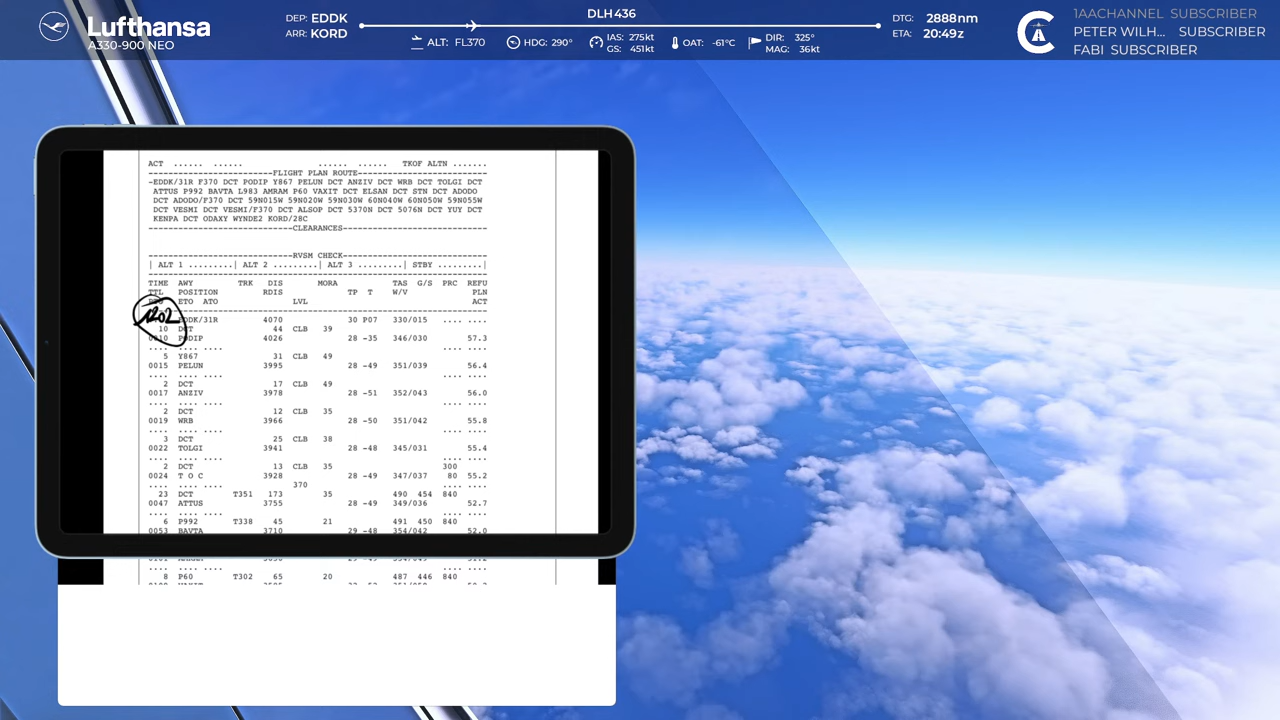 Lufthansa
A330-900 NEO
DEP: EDDK
ARR: KORD
DLH436
ALT: FL370
HDG: 290°
IAS: 275kt
GS: 451kt
OAT: -61°C
DIR: 325°
MAG: 36kt
DTG: 2888nm
ETA: 20:49z
1AACHANNEL SUBSCRIBER
PETER WILH... SUBSCRIBER
FABI SUBSCRIBER
ACT ...... ...... ...... ...... TKOF ALTN .......
--------------------------FLIGHT PLAN ROUTE---------------------------
-EDDK/31R F370 DCT PODIP Y867 PELUN DCT ANZIV DCT WRB DCT TOLGI DCT
ATTUS P992 BAVTA L983 AMRAM P60 VAXIT DCT ELSAN DCT STN DCT ADODO
DCT ADODO/F370 DCT 59N015W 59N020W 59N030W 60N040W 60N050W 59N055W
DCT VESMI DCT VESMI/F370 DCT ALSOP DCT 5370N DCT 5076N DCT YUY DCT
KENPA DCT ODAXY WYNDE2 KORD/28C
------------------------------CLEARANCES------------------------------
------------------------------RVSM CHECK------------------------------
| ALT 1 .........| ALT 2 .........| ALT 3 .........| STBY .........|
TIME AWY TRK DIS MORA TAS G/S PRC REFU
TTL POSITION RDIS TP T W/V PLN
ETO ATO LVL ACT
1202
DDK/31R 4070 30 P07 330/015 .... ....
10 DCT 44 CLB 39
0010 PODIP 4026 28 -35 346/030 57.3
.... .... .... .... ....
5 Y867 31 CLB 49
0015 PELUN 3995 28 -49 351/039 56.4
.... .... .... .... ....
2 DCT 17 CLB 49
0017 ANZIV 3978 28 -51 352/043 56.0
.... .... .... .... ....
2 DCT 12 CLB 35
0019 WRB 3966 28 -50 351/042 55.8
.... .... .... .... ....
3 DCT 25 CLB 38
0022 TOLGI 3941 28 -48 345/031 55.4
.... .... .... .... ....
2 DCT 13 CLB 35 300
0024 T O C 3928 28 -49 347/037 80 55.2
.... .... .... 370 .... ....
23 DCT T351 173 35 490 454 840
0047 ATTUS 3755 28 -49 349/036 52.7
.... .... .... .... ....
6 P992 T338 45 21 491 450 840
0053 BAVTA 3710 29 -48 354/042 52.0
.... .... .... .... ....
8 P60 T302 65 20 487 446 840